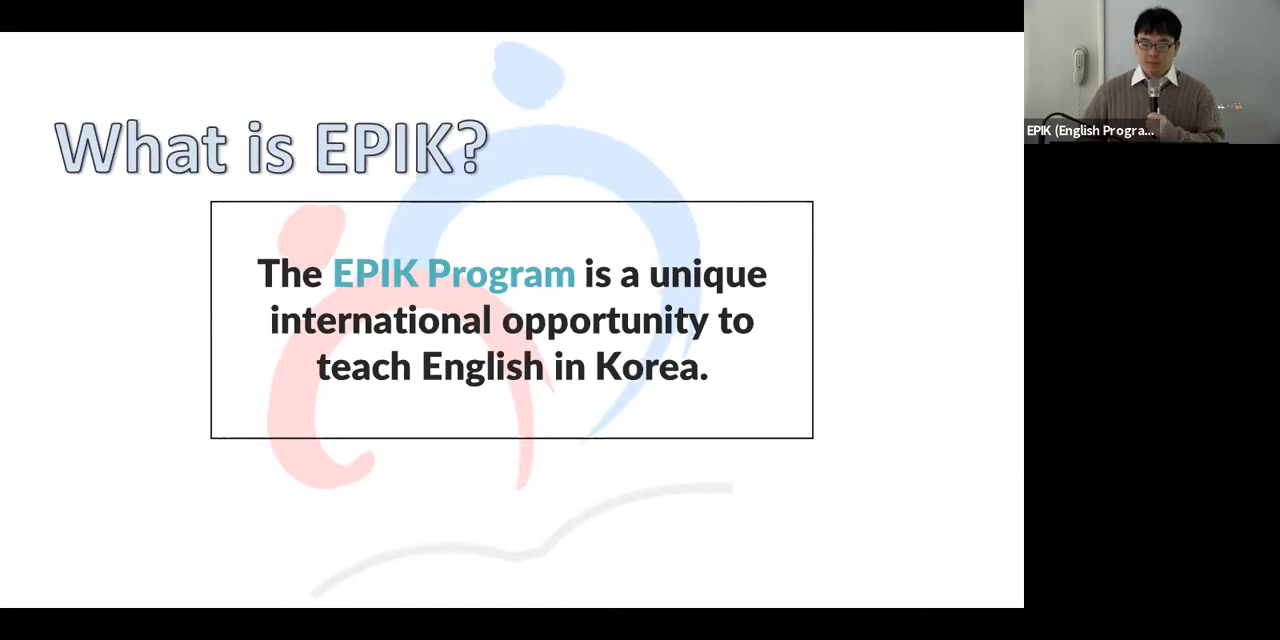 What is EPIK?
The EPIK Program is a unique
international opportunity to
teach English in Korea.
EPIK (English Progra...